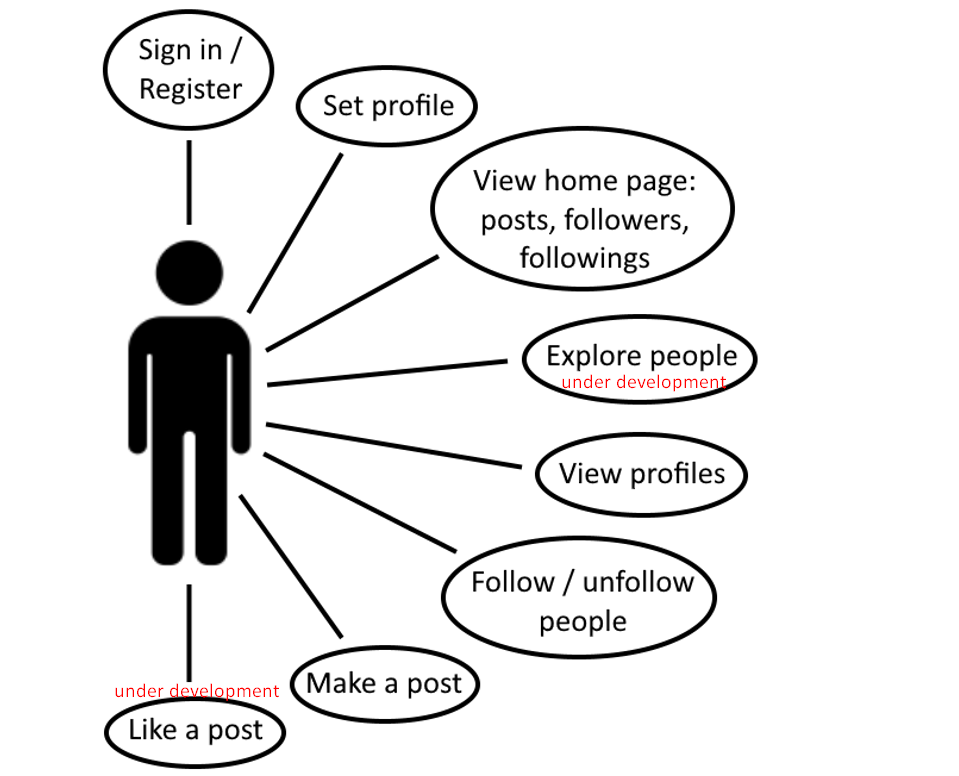 Sign in /
Register
Set profile
View home page:
posts, followers,
followings
Explore people
under development
View profiles
Follow / unfollow
people
Make a post
under development
Like a post